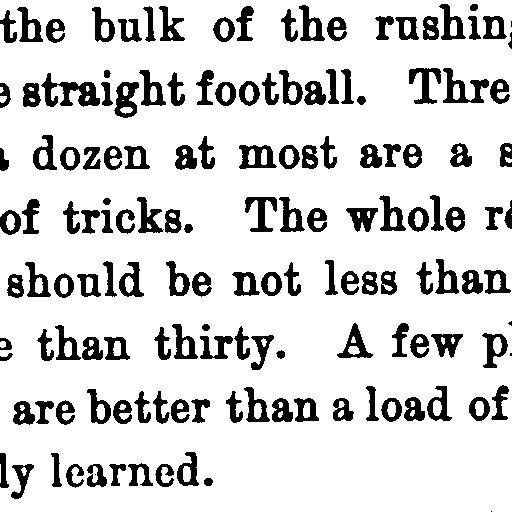 the bulk of the rushing
straight football. Thre
dozen at most are a s
of tricks. The whole r
should be not less than
e than thirty. A few pl
are better than a load of
ly learned.